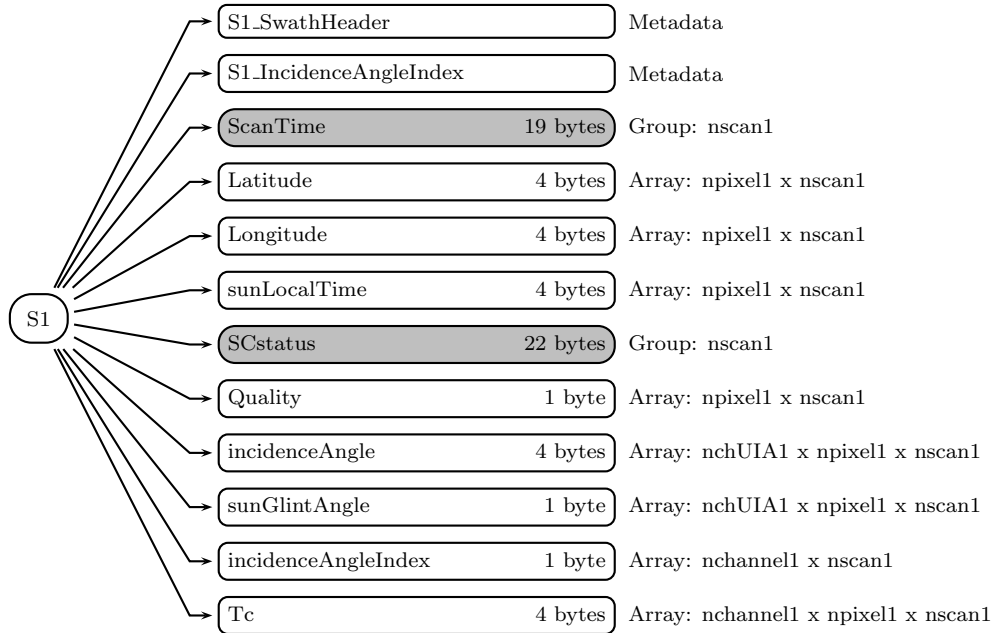 S1_SwathHeader Metadata
S1_IncidenceAngleIndex Metadata
ScanTime 19 bytes Group: nscan1
Latitude 4 bytes Array: npixel1 x nscan1
Longitude 4 bytes Array: npixel1 x nscan1
sunLocalTime 4 bytes Array: npixel1 x nscan1
S1
SCstatus 22 bytes Group: nscan1
Quality 1 byte Array: npixel1 x nscan1
incidenceAngle 4 bytes Array: nchUIA1 x npixel1 x nscan1
sunGlintAngle 1 byte Array: nchUIA1 x npixel1 x nscan1
incidenceAngleIndex 1 byte Array: nchannel1 x nscan1
Tc 4 bytes Array: nchannel1 x npixel1 x nscan1